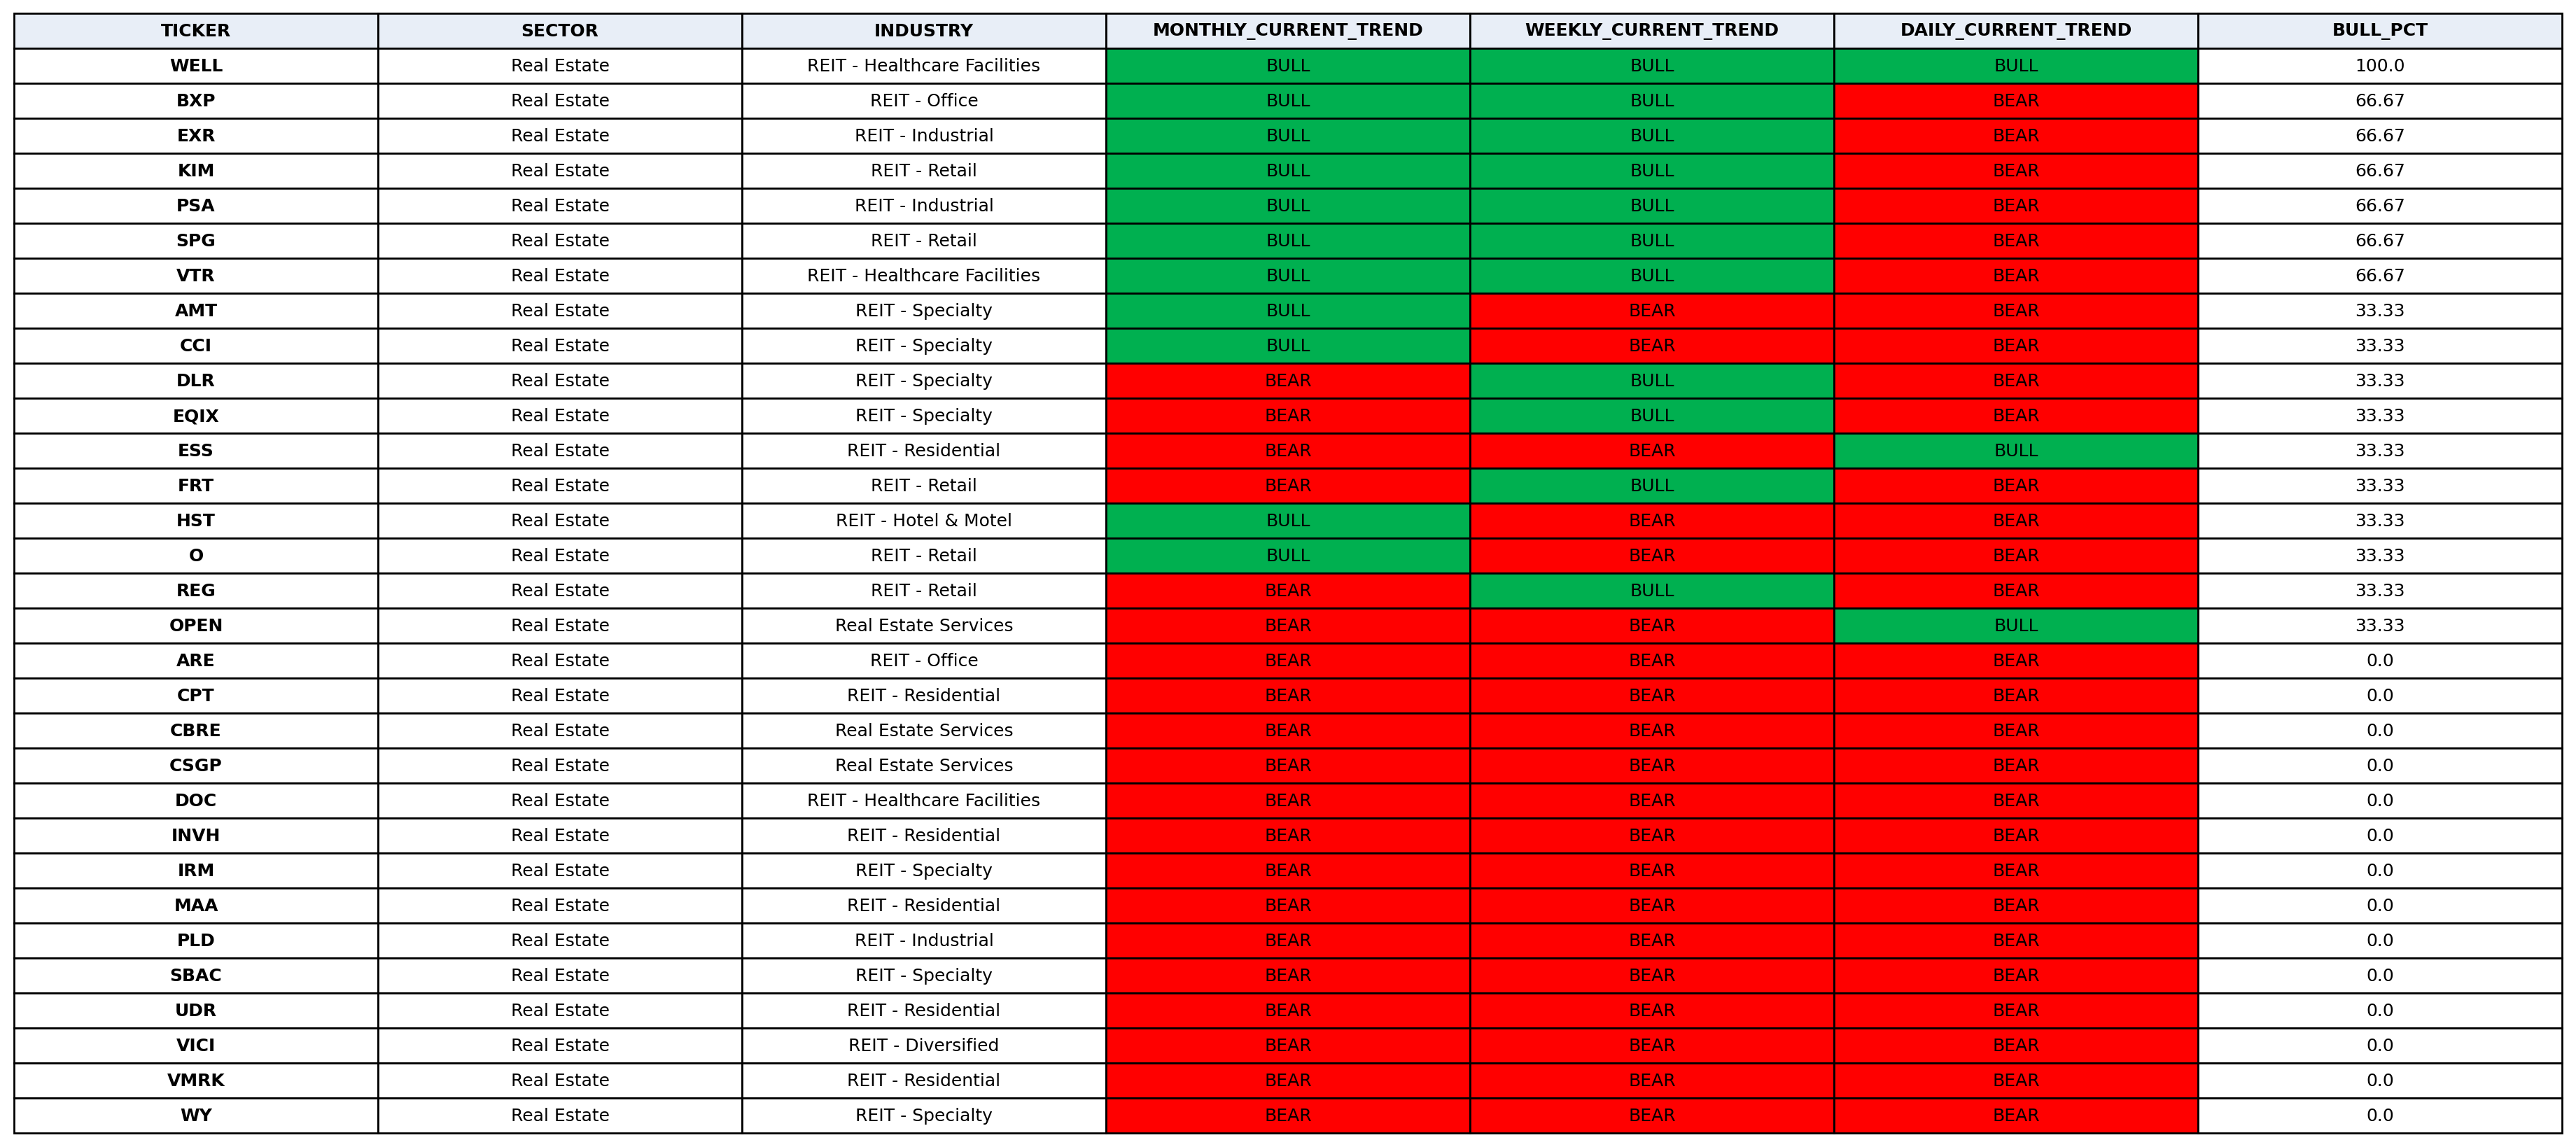 TICKER SECTOR INDUSTRY MONTHLY_CURRENT_TREND WEEKLY_CURRENT_TREND DAILY_CURRENT_TREND BULL_PCT
WELL Real Estate REIT - Healthcare Facilities BULL BULL BULL 100.0
BXP Real Estate REIT - Office BULL BULL BEAR 66.67
EXR Real Estate REIT - Industrial BULL BULL BEAR 66.67
KIM Real Estate REIT - Retail BULL BULL BEAR 66.67
PSA Real Estate REIT - Industrial BULL BULL BEAR 66.67
SPG Real Estate REIT - Retail BULL BULL BEAR 66.67
VTR Real Estate REIT - Healthcare Facilities BULL BULL BEAR 66.67
AMT Real Estate REIT - Specialty BULL BEAR BEAR 33.33
CCI Real Estate REIT - Specialty BULL BEAR BEAR 33.33
DLR Real Estate REIT - Specialty BEAR BULL BEAR 33.33
EQIX Real Estate REIT - Specialty BEAR BULL BEAR 33.33
ESS Real Estate REIT - Residential BEAR BEAR BULL 33.33
FRT Real Estate REIT - Retail BEAR BULL BEAR 33.33
HST Real Estate REIT - Hotel & Motel BULL BEAR BEAR 33.33
O Real Estate REIT - Retail BULL BEAR BEAR 33.33
REG Real Estate REIT - Retail BEAR BULL BEAR 33.33
OPEN Real Estate Real Estate Services BEAR BEAR BULL 33.33
ARE Real Estate REIT - Office BEAR BEAR BEAR 0.0
CPT Real Estate REIT - Residential BEAR BEAR BEAR 0.0
CBRE Real Estate Real Estate Services BEAR BEAR BEAR 0.0
CSGP Real Estate Real Estate Services BEAR BEAR BEAR 0.0
DOC Real Estate REIT - Healthcare Facilities BEAR BEAR BEAR 0.0
INVH Real Estate REIT - Residential BEAR BEAR BEAR 0.0
IRM Real Estate REIT - Specialty BEAR BEAR BEAR 0.0
MAA Real Estate REIT - Residential BEAR BEAR BEAR 0.0
PLD Real Estate REIT - Industrial BEAR BEAR BEAR 0.0
SBAC Real Estate REIT - Specialty BEAR BEAR BEAR 0.0
UDR Real Estate REIT - Residential BEAR BEAR BEAR 0.0
VICI Real Estate REIT - Diversified BEAR BEAR BEAR 0.0
VMRK Real Estate REIT - Residential BEAR BEAR BEAR 0.0
WY Real Estate REIT - Specialty BEAR BEAR BEAR 0.0